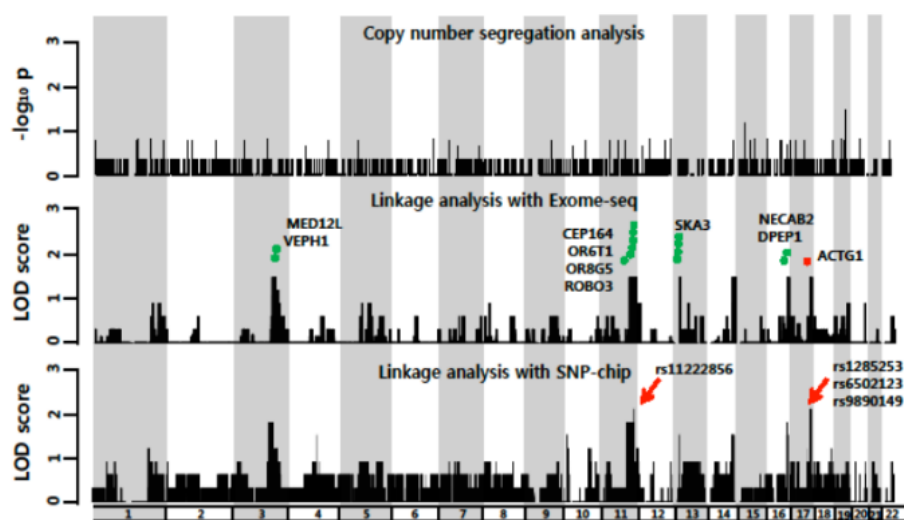 Copy number segregation analysis
-log₁₀ p
3
2
1
0
Linkage analysis with Exome-seq
LOD score
3
2
1
0
MED12L
VEPH1
CEP164
OR6T1
OR8G5
ROBO3
SKA3
NECAB2
DPEP1
ACTG1
Linkage analysis with SNP-chip
LOD score
3
2
1
0
rs11222856
rs1285253
rs6502123
rs9890149
1 2 3 4 5 6 7 8 9 10 11 12 13 14 15 16 17 18 19 20 21 22